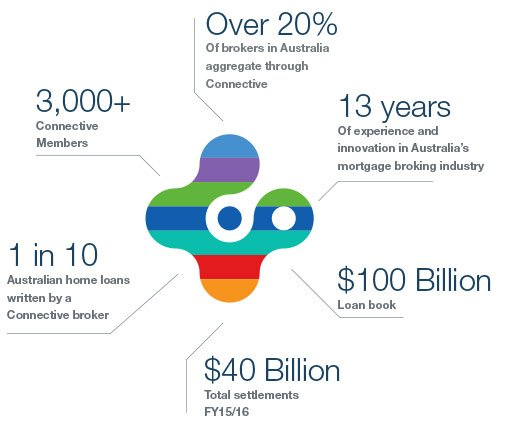 Over 20%
Of brokers in Australia
aggregate through
Connective
3,000+
Connective
Members
13 years
Of experience and
innovation in Australia's
mortgage broking industry
1 in 10
Australian home loans
written by a
Connective broker
$100 Billion
Loan book
$40 Billion
Total settlements
FY15/16